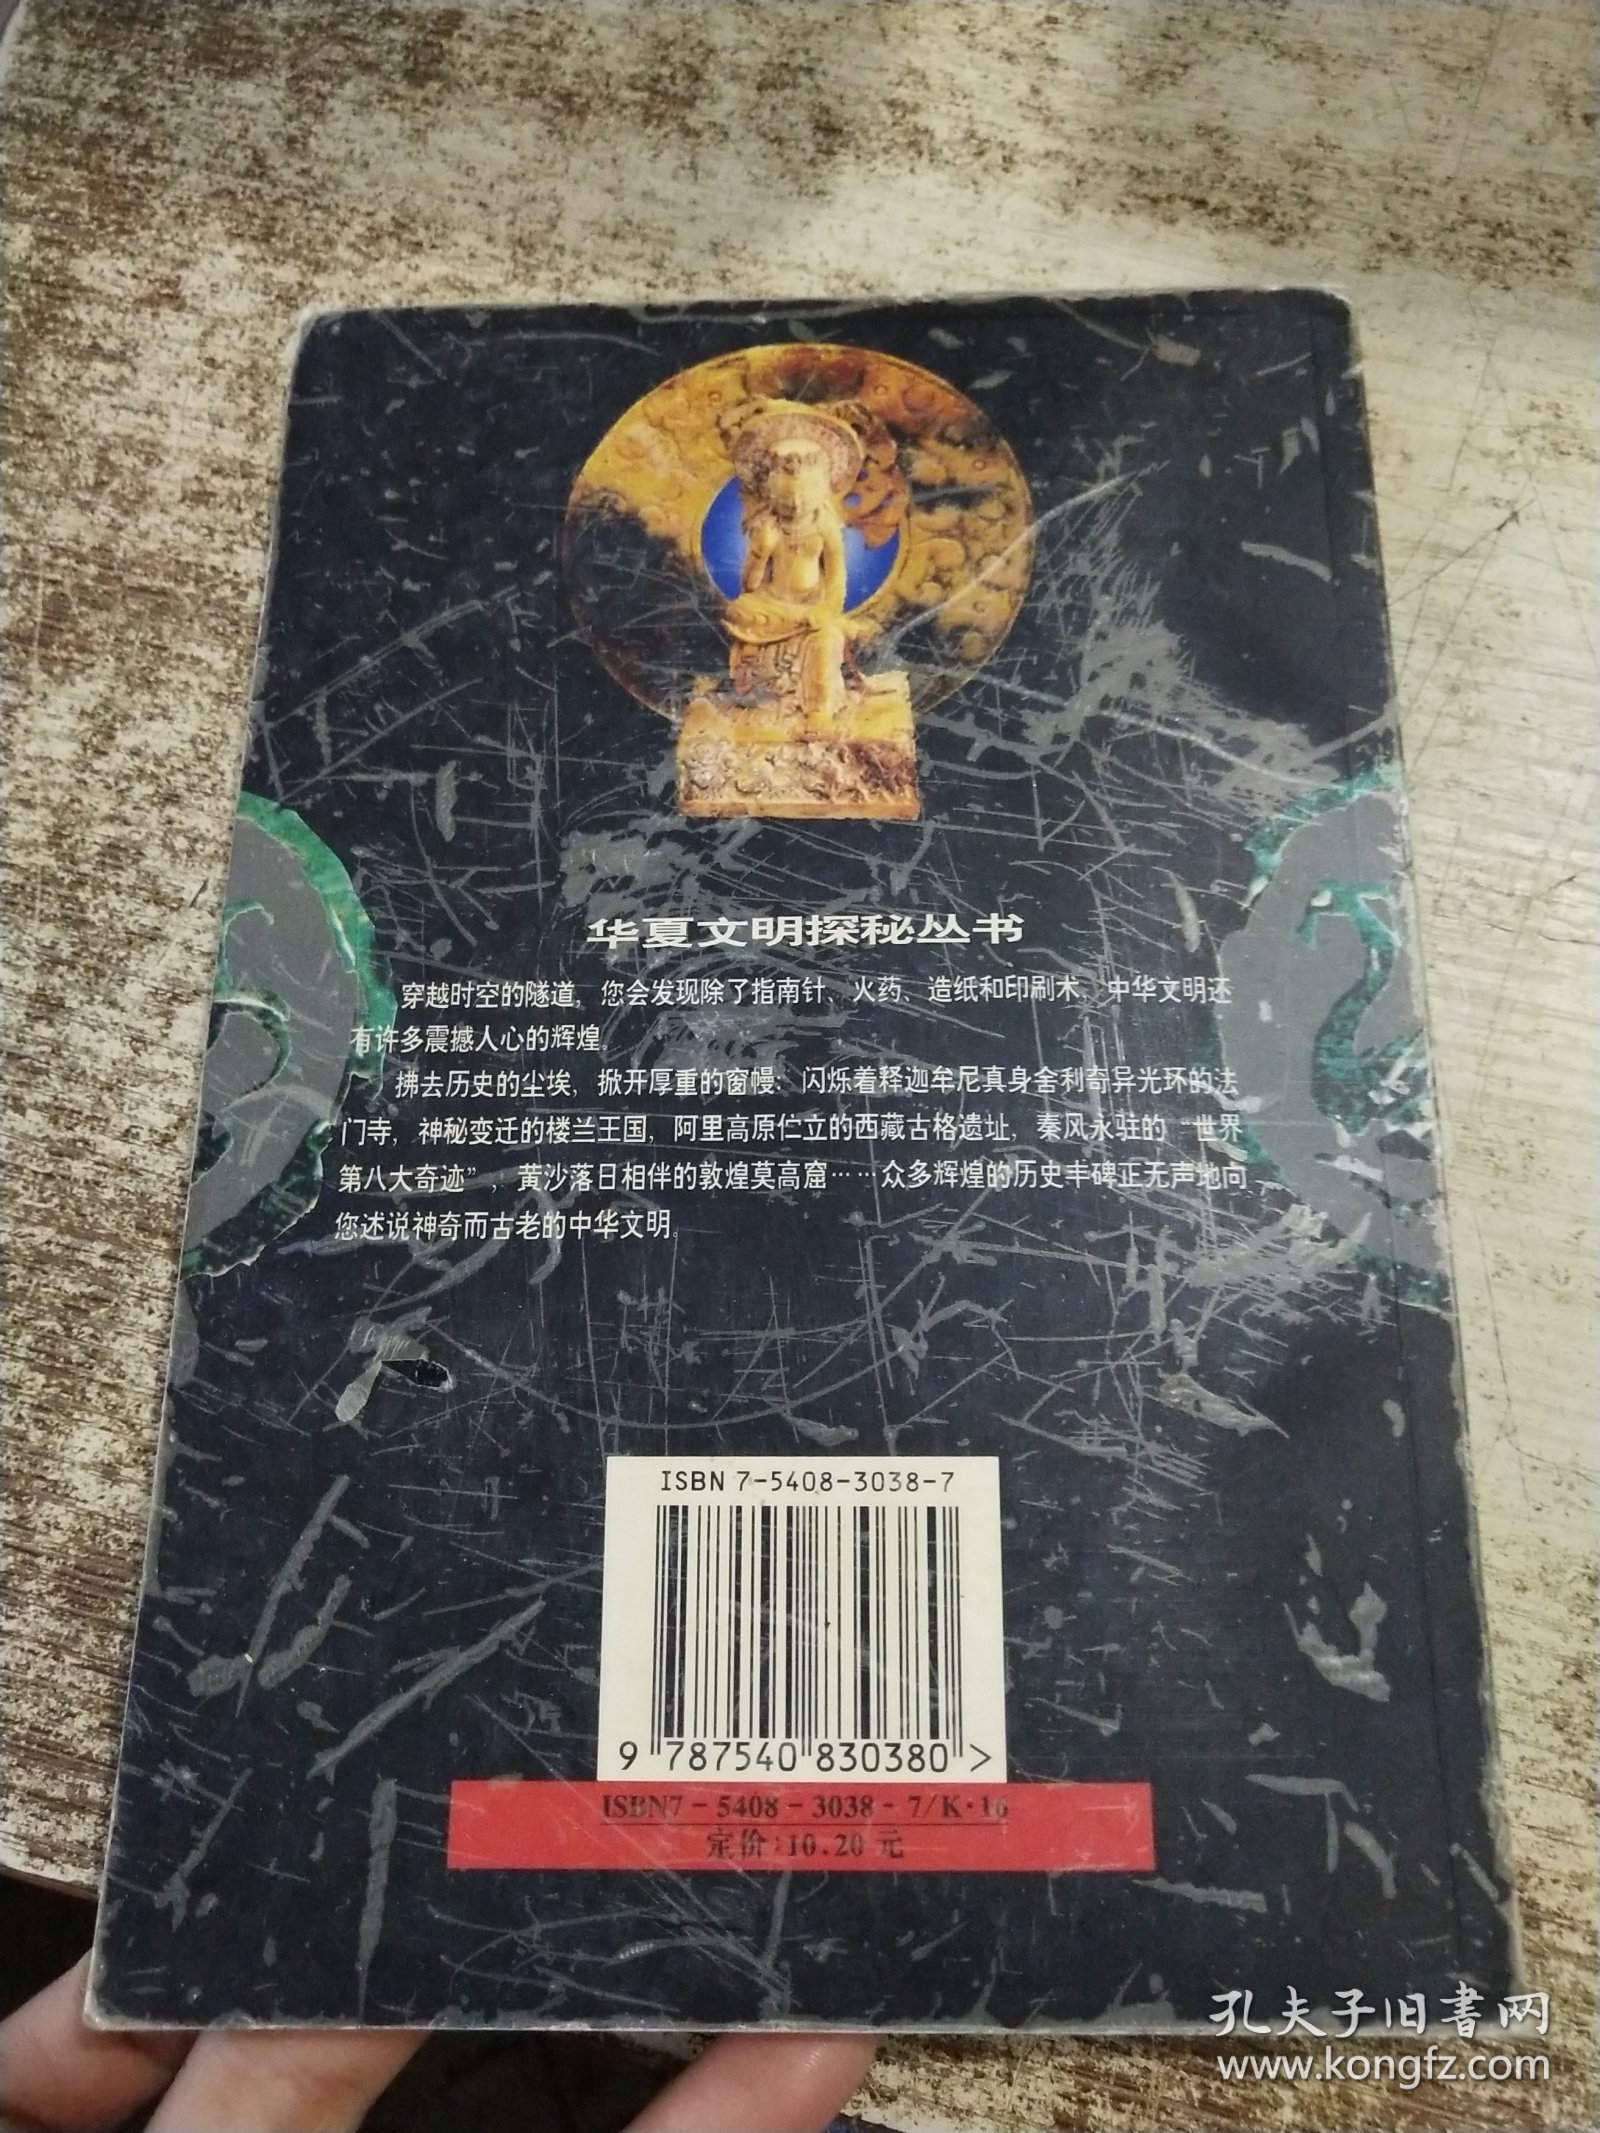 华夏文明探秘丛书
穿越时空的隧道，您会发现除了指南针、火药、造纸和印刷术，中华文明还
有许多震撼人心的辉煌。
拂去历史的尘埃，掀开厚重的窗幔：闪烁着释迦牟尼真身舍利奇异光环的法
门寺，神秘变迁的楼兰王国，阿里高原伫立的西藏古格遗址，秦风永驻的“世界
第八大奇迹”，黄沙落日相伴的敦煌莫高窟……众多辉煌的历史丰碑正无声地向
您述说神奇而古老的中华文明。
ISBN 7-5408-3038-7
9 787540 830380 >
ISBN7-5408-3038-7/K·16
定价:10.20 元
孔夫子旧書网
www.kongfz.com